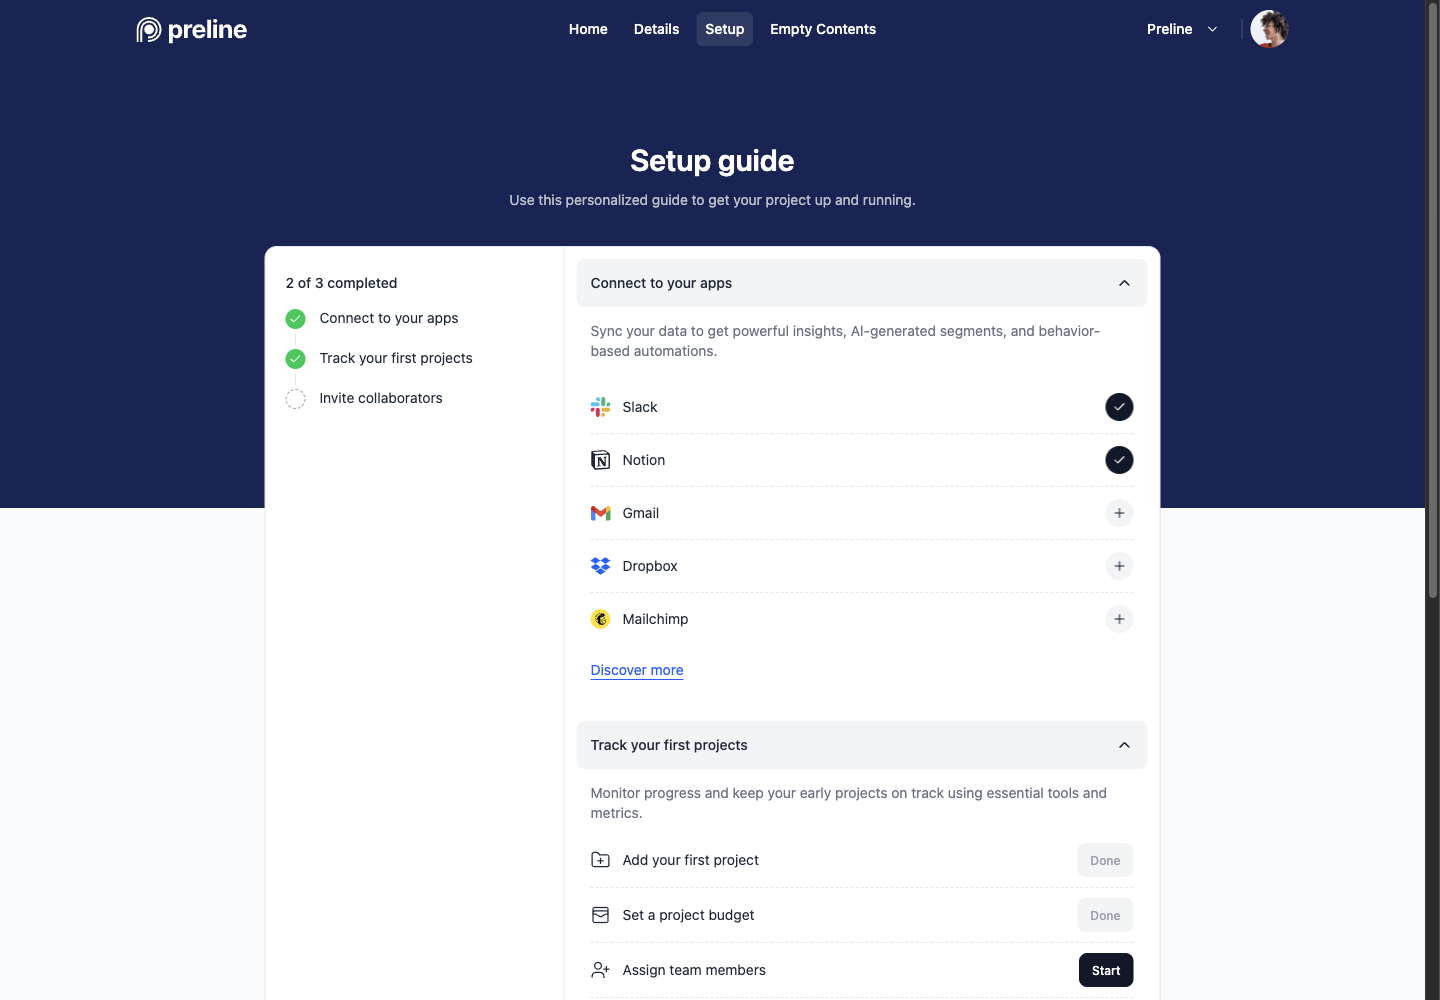 preline
Home
Details
Setup
Empty Contents
Preline
Setup guide
Use this personalized guide to get your project up and running.
2 of 3 completed
Connect to your apps
Track your first projects
Invite collaborators
Connect to your apps
Sync your data to get powerful insights, AI-generated segments, and behavior-
based automations.
Slack
Notion
Gmail
Dropbox
Mailchimp
Discover more
Track your first projects
Monitor progress and keep your early projects on track using essential tools and
metrics.
Add your first project
Done
Set a project budget
Done
Assign team members
Start